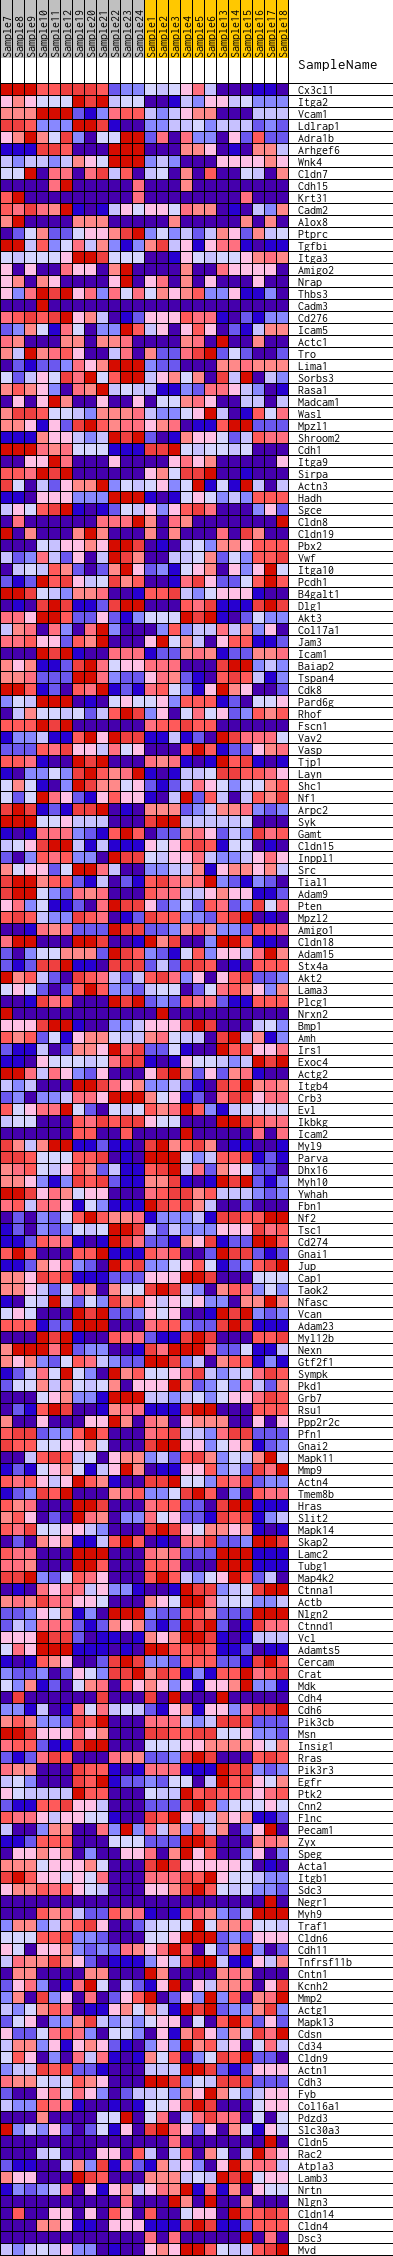 Sample7 Sample8 Sample9 Sample10 Sample11 Sample12 Sample19 Sample20 Sample21 Sample22 Sample23 Sample24 Sample1 Sample2 Sample3 Sample4 Sample5 Sample6 Sample13 Sample14 Sample15 Sample16 Sample17 Sample18
SampleName
Cx3cl1
Itga2
Vcam1
Ldlrap1
Adra1b
Arhgef6
Wnk4
Cldn7
Cdh15
Krt31
Cadm2
Alox8
Ptprc
Tgfbi
Itga3
Amigo2
Nrap
Thbs3
Cadm3
Cd276
Icam5
Actc1
Tro
Lima1
Sorbs3
Rasa1
Madcam1
Wasl
Mpzl1
Shroom2
Cdh1
Itga9
Sirpa
Actn3
Hadh
Sgce
Cldn8
Cldn19
Pbx2
Vwf
Itga10
Pcdh1
B4galt1
Dlg1
Akt3
Col17a1
Jam3
Icam1
Baiap2
Tspan4
Cdk8
Pard6g
Rhof
Fscn1
Vav2
Vasp
Tjp1
Layn
Shc1
Nf1
Arpc2
Syk
Gamt
Cldn15
Inppl1
Src
Tial1
Adam9
Pten
Mpzl2
Amigo1
Cldn18
Adam15
Stx4a
Akt2
Lama3
Plcg1
Nrxn2
Bmp1
Amh
Irs1
Exoc4
Actg2
Itgb4
Crb3
Evl
Ikbkg
Icam2
Myl9
Parva
Dhx16
Myh10
Ywhah
Fbn1
Nf2
Tsc1
Cd274
Gnai1
Jup
Cap1
Taok2
Nfasc
Vcan
Adam23
Myl12b
Nexn
Gtf2f1
Sympk
Pkd1
Grb7
Rsu1
Ppp2r2c
Pfn1
Gnai2
Mapk11
Mmp9
Actn4
Tmem8b
Hras
Slit2
Mapk14
Skap2
Lamc2
Tubg1
Map4k2
Ctnna1
Actb
Nlgn2
Ctnnd1
Vcl
Adamts5
Cercam
Crat
Mdk
Cdh4
Cdh6
Pik3cb
Msn
Insig1
Rras
Pik3r3
Egfr
Ptk2
Cnn2
Flnc
Pecam1
Zyx
Speg
Acta1
Itgb1
Sdc3
Negr1
Myh9
Traf1
Cldn6
Cdh11
Tnfrsf11b
Cntn1
Kcnh2
Mmp2
Actg1
Mapk13
Cdsn
Cd34
Cldn9
Actn1
Cdh3
Fyb
Col16a1
Pdzd3
Slc30a3
Cldn5
Rac2
Atp1a3
Lamb3
Nrtn
Nlgn3
Cldn14
Cldn4
Dsc3
Mvd